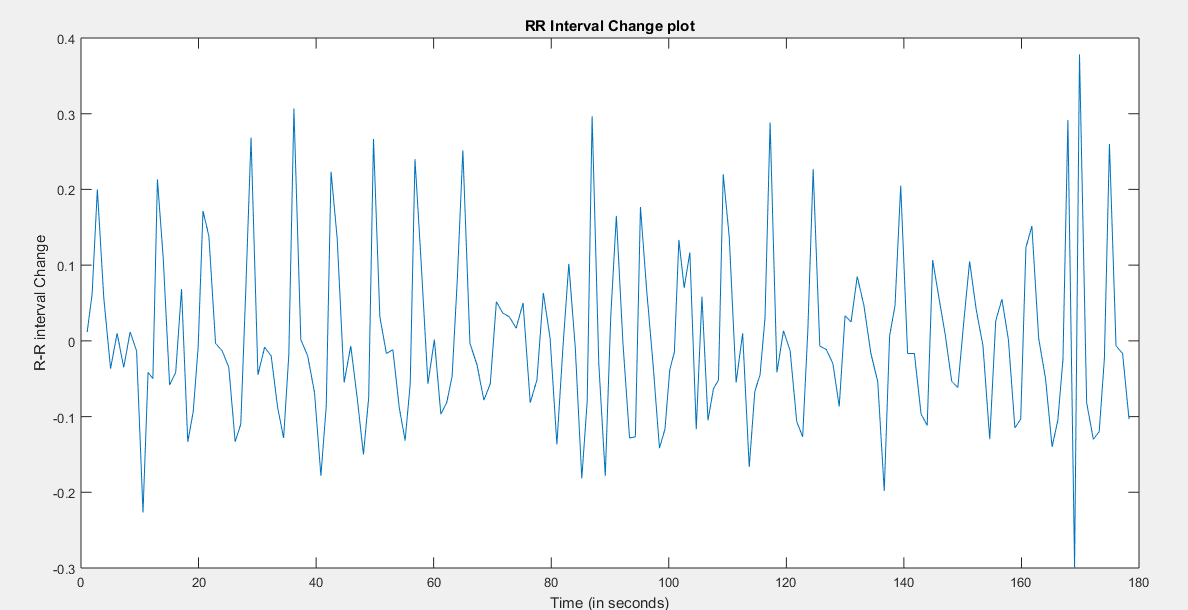 RR Interval Change plot
0.4
0.3
0.2
0.1
0
-0.1
-0.2
-0.3
R-R interval Change
0 20 40 60 80 100 120 140 160 180
Time (in seconds)